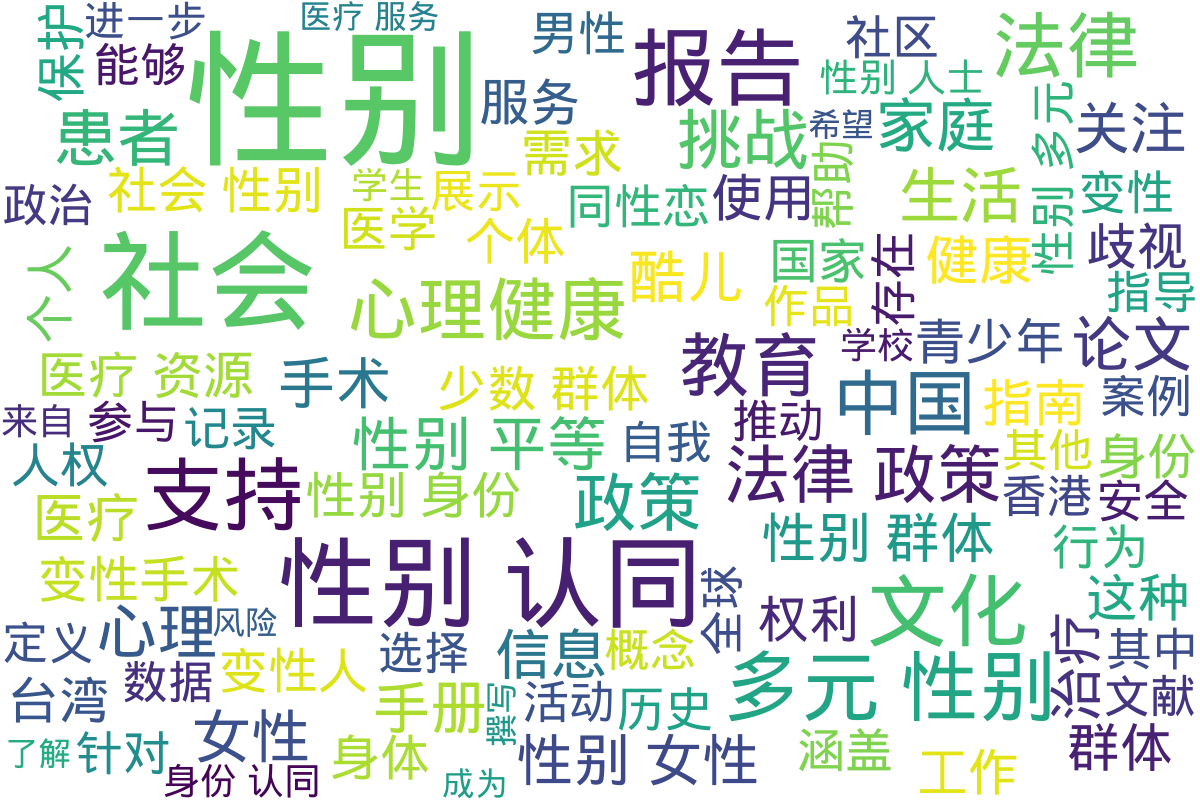 进一步
医疗 服务
男性
报告
社区
法律
保护
能够
性别
服务
性别 人士
多元
患者
需求
挑战
希望
家庭
关注
政治
社会 性别
学生
展示
同性恋
使用
帮助
生活
性别
变性
医学
个体
国家
存在
健康
歧视
个人
社会
心理健康
酷儿
作品
指导
医疗 资源
手术
少数 群体
教育
学校
青少年
论文
来自
参与
记录
性别 平等
自我
推动
中国
指南
案例
人权
支持
性别 身份
政策
法律 政策
其他
身份
香港
安全
医疗
性别 认同
性别 群体
行为
变性手术
全球
权利
文化
这种
定义
心理
风险
选择
信息
概念
多元 性别
治疗
其中
台湾
数据
变性人
手册
撰写
活动
历史
文献
了解
针对
女性
身体
性别 女性
涵盖
群体
身份 认同
成为
工作